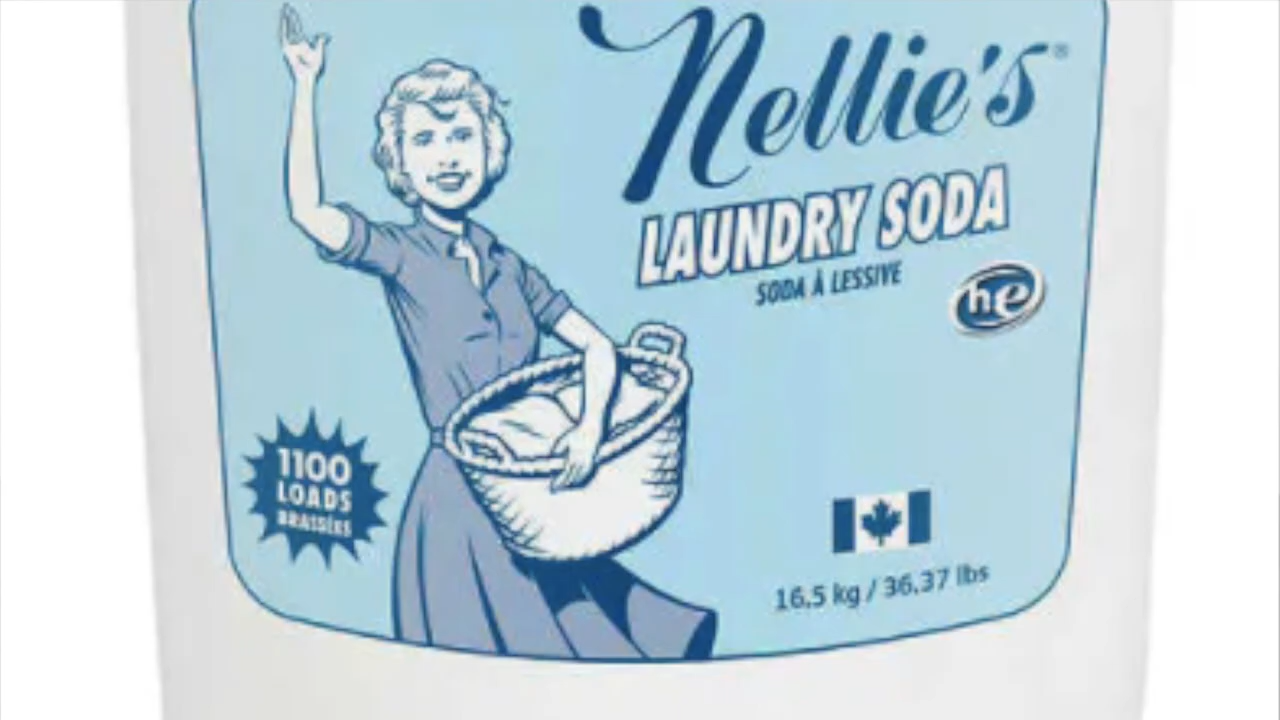 Nellie's®
LAUNDRY SODA
SODA À LESSIVE
he
1100
LOADS
BRASSÉES
16,5 kg / 36,37 lbs